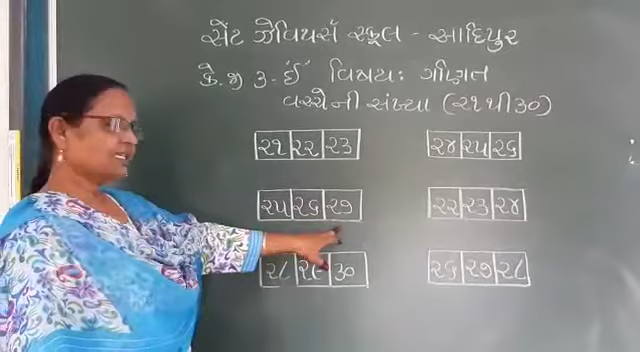 સેંટ ઝેવિયર્સ સ્કૂલ - આદિપુર
કે.જી ૩-'ઈ' વિષય: ગણિત
વચ્ચેની સંખ્યા (૨૧થી૩૦)
૨૧ ૨૨ ૨૩ ૨૪ ૨૫ ૨૬
૨૫ ૨૬ ૨૭ ૨૨ ૨૩ ૨૪
૨૮ ૨૯ ૩૦ ૨૬ ૨૭ ૨૮